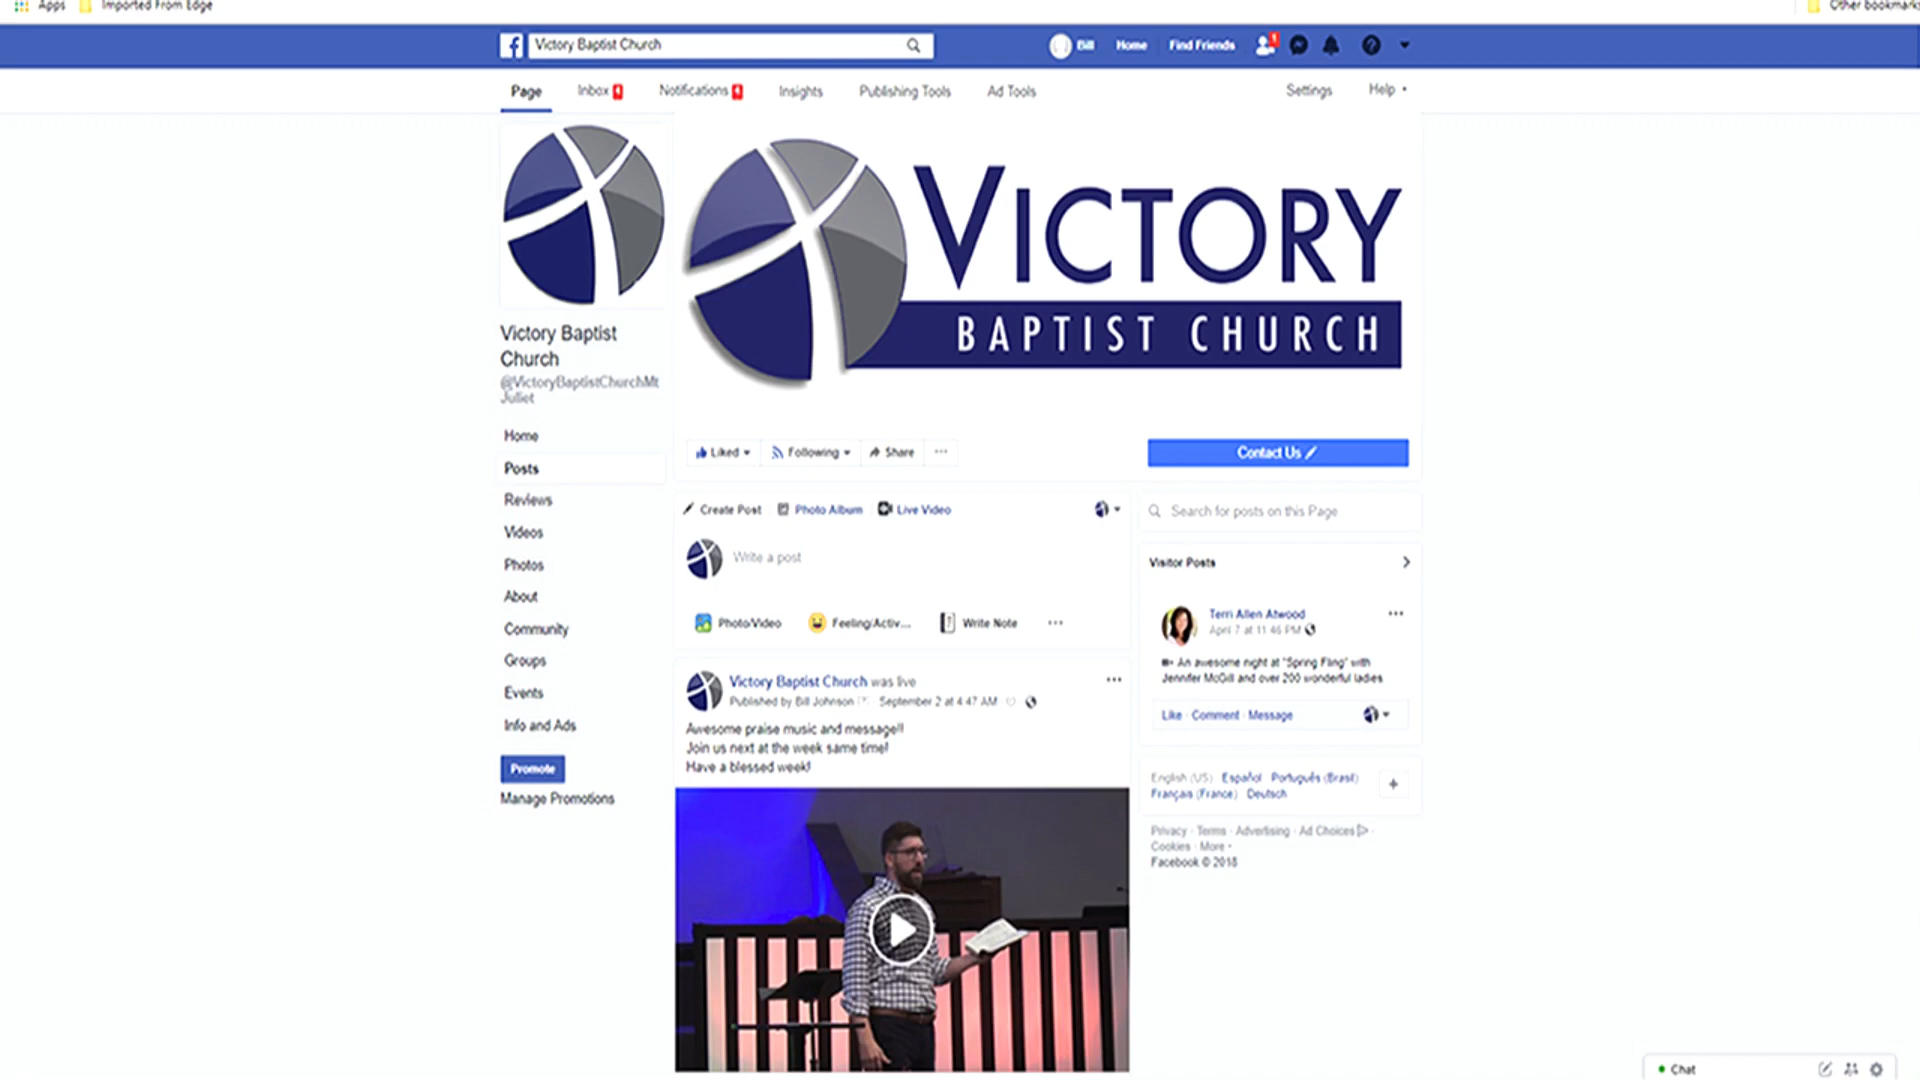 Apps Imported From Edge Other bookmarks
Victory Baptist Church
Bill Home Find Friends 1
Page Inbox 4 Notifications 4 Insights Publishing Tools Ad Tools Settings Help
VICTORY
BAPTIST CHURCH
Victory Baptist
Church
@VictoryBaptistChurchMt
Juliet
Home
Posts
Reviews
Videos
Photos
About
Community
Groups
Events
Info and Ads
Promote
Manage Promotions
Liked Following Share ...
Contact Us
Create Post Photo Album Live Video
Write a post
Photo/Video Feeling/Activ... Write Note ...
Victory Baptist Church was live
Published by Bill Johnson September 2 at 4:47 AM
Awesome praise music and message!!
Join us next at the week same time!
Have a blessed week!
Search for posts on this Page
Visitor Posts
Terri Allen Atwood
April 7 at 11:46 PM
An awesome night at "Spring Fling" with
Jennifer McGill and over 200 wonderful ladies
Like · Comment · Message
English (US) · Español · Português (Brasil) ·
Français (France) · Deutsch
Privacy · Terms · Advertising · Ad Choices ·
Cookies · More
Facebook © 2018
Chat